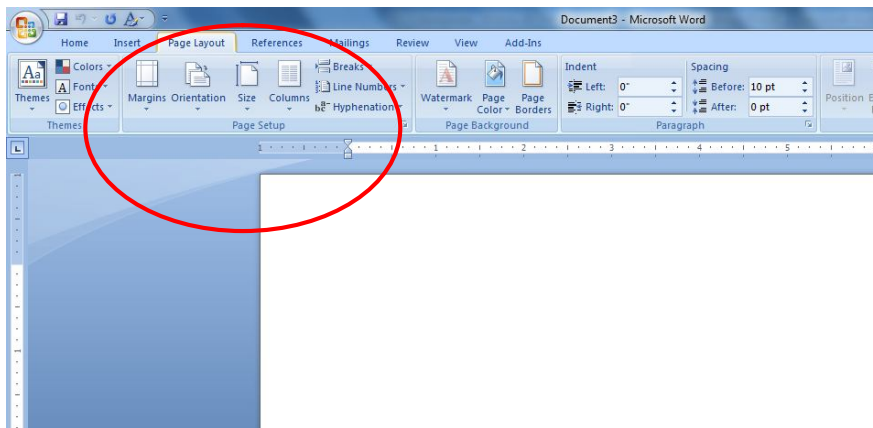 Document3 - Microsoft Word
Home Insert Page Layout References Mailings Review View Add-Ins
Colors Breaks Indent Spacing
Aa A Fonts Line Numbers Left: 0" Before: 10 pt
Themes Effects Margins Orientation Size Columns Hyphenation Watermark Page Color Page Borders Right: 0" After: 0 pt Position
Themes Page Setup Page Background Paragraph
L 1 1 2 3 4 5